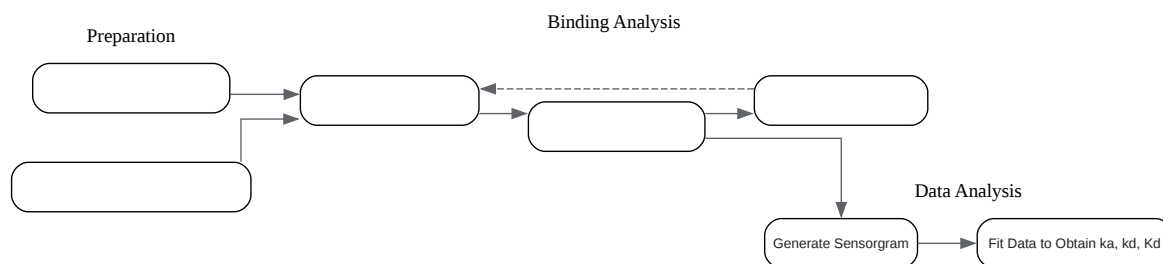 Binding Analysis
Preparation
Data Analysis
Generate Sensorgram
Fit Data to Obtain ka, kd, Kd